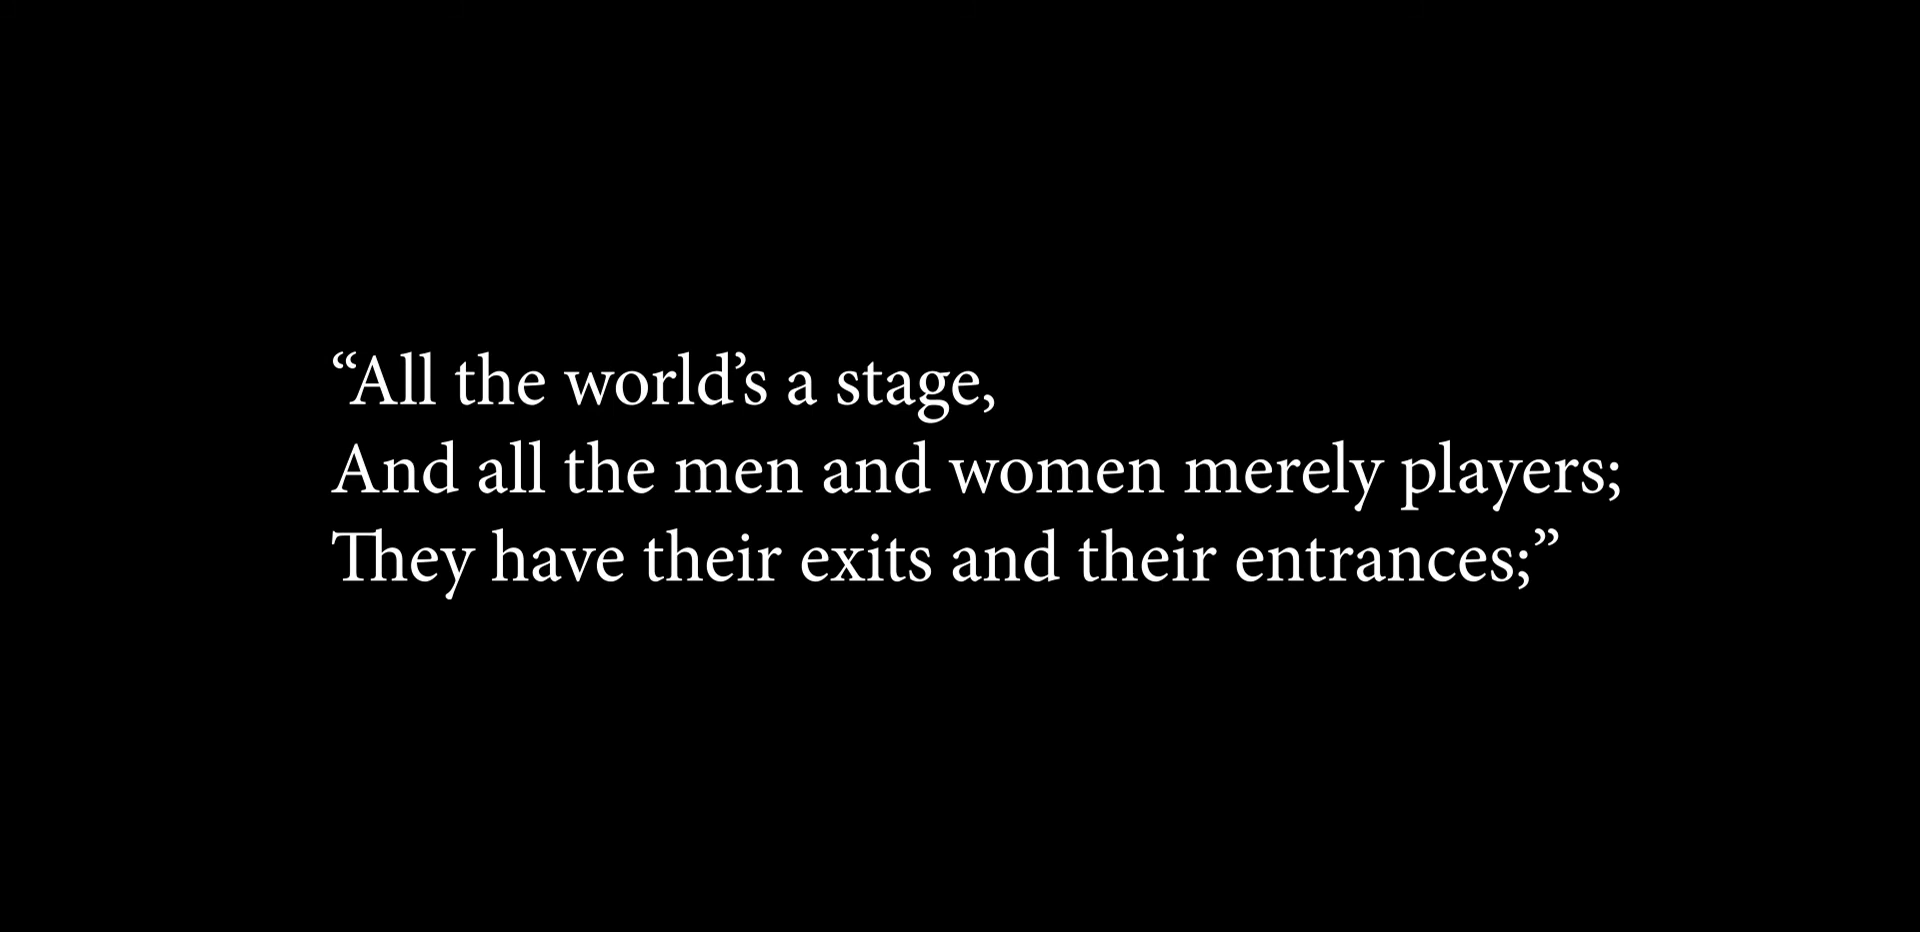 “All the world’s a stage,
And all the men and women merely players;
They have their exits and their entrances;”